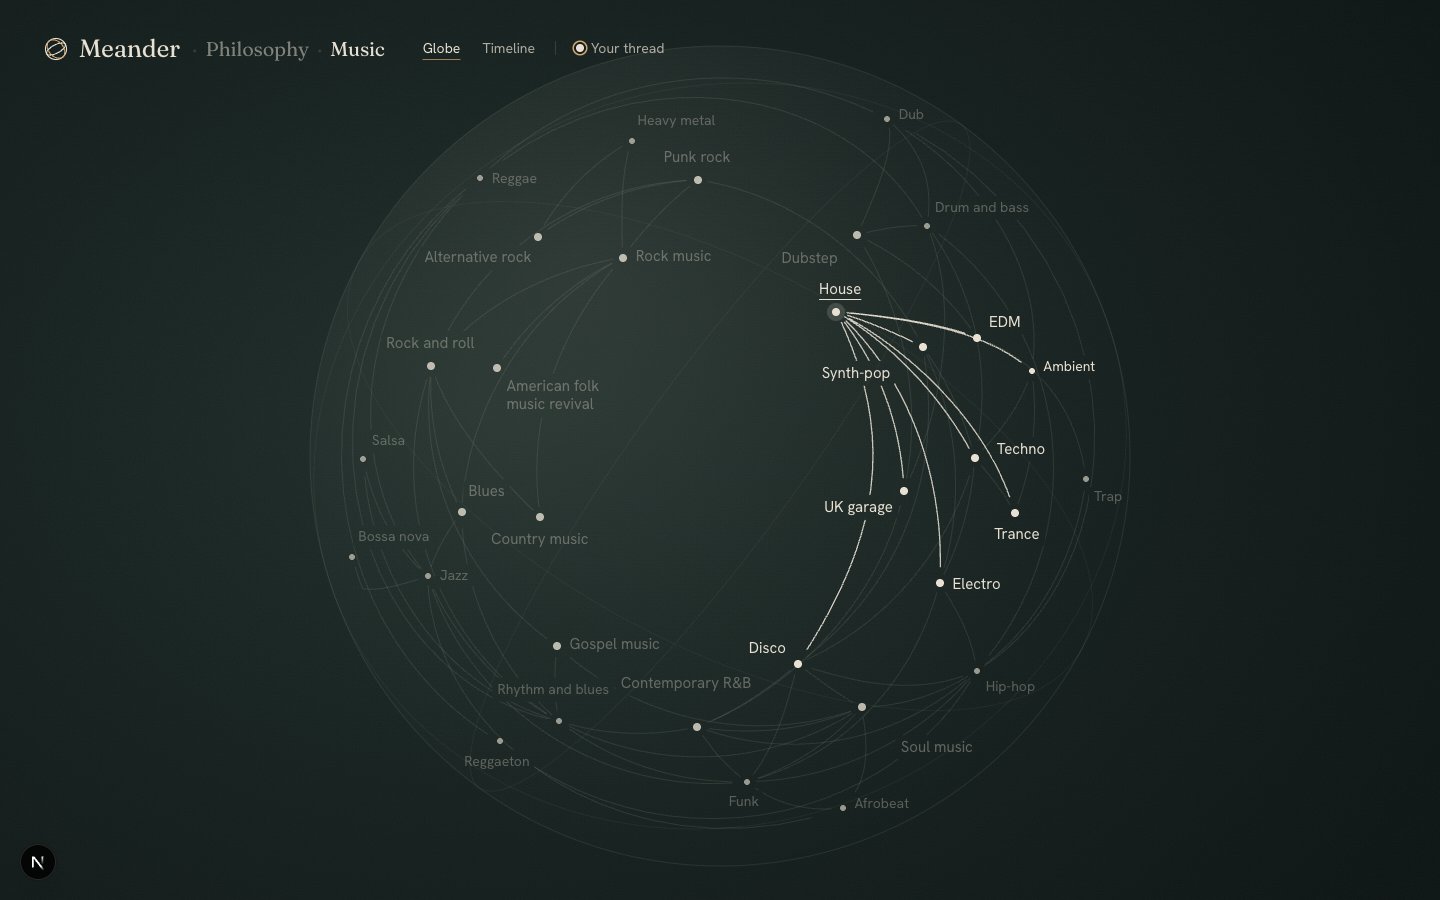 Meander · Philosophy · Music
Globe
Timeline
Your thread
Dub
Heavy metal
Punk rock
Reggae
Drum and bass
Alternative rock
Rock music
Dubstep
House
EDM
Rock and roll
Ambient
Synth-pop
American folk
music revival
Salsa
Techno
Blues
Trap
UK garage
Bossa nova
Country music
Trance
Jazz
Electro
Gospel music
Disco
Rhythm and blues
Contemporary R&B
Hip-hop
Soul music
Reggaeton
Funk
Afrobeat
N